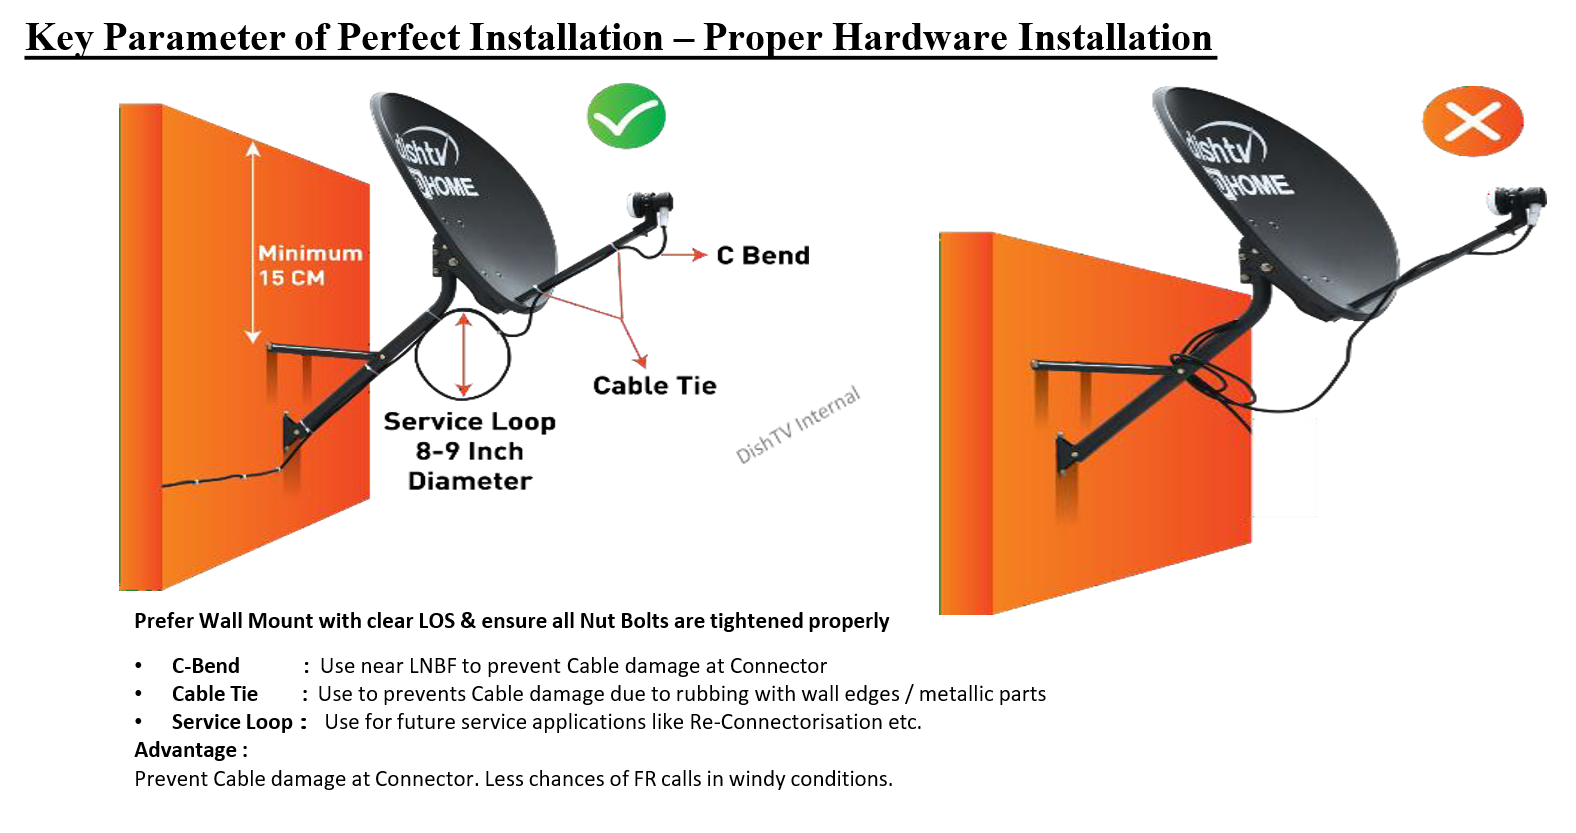 Key Parameter of Perfect Installation – Proper Hardware Installation
dishtv
HOME
Minimum
15 CM
C Bend
Cable Tie
Service Loop
8-9 Inch
Diameter
DishTV Internal
dishtv
HOME
Prefer Wall Mount with clear LOS & ensure all Nut Bolts are tightened properly
• C-Bend : Use near LNBF to prevent Cable damage at Connector
• Cable Tie : Use to prevents Cable damage due to rubbing with wall edges / metallic parts
• Service Loop : Use for future service applications like Re-Connectorisation etc.
Advantage :
Prevent Cable damage at Connector. Less chances of FR calls in windy conditions.